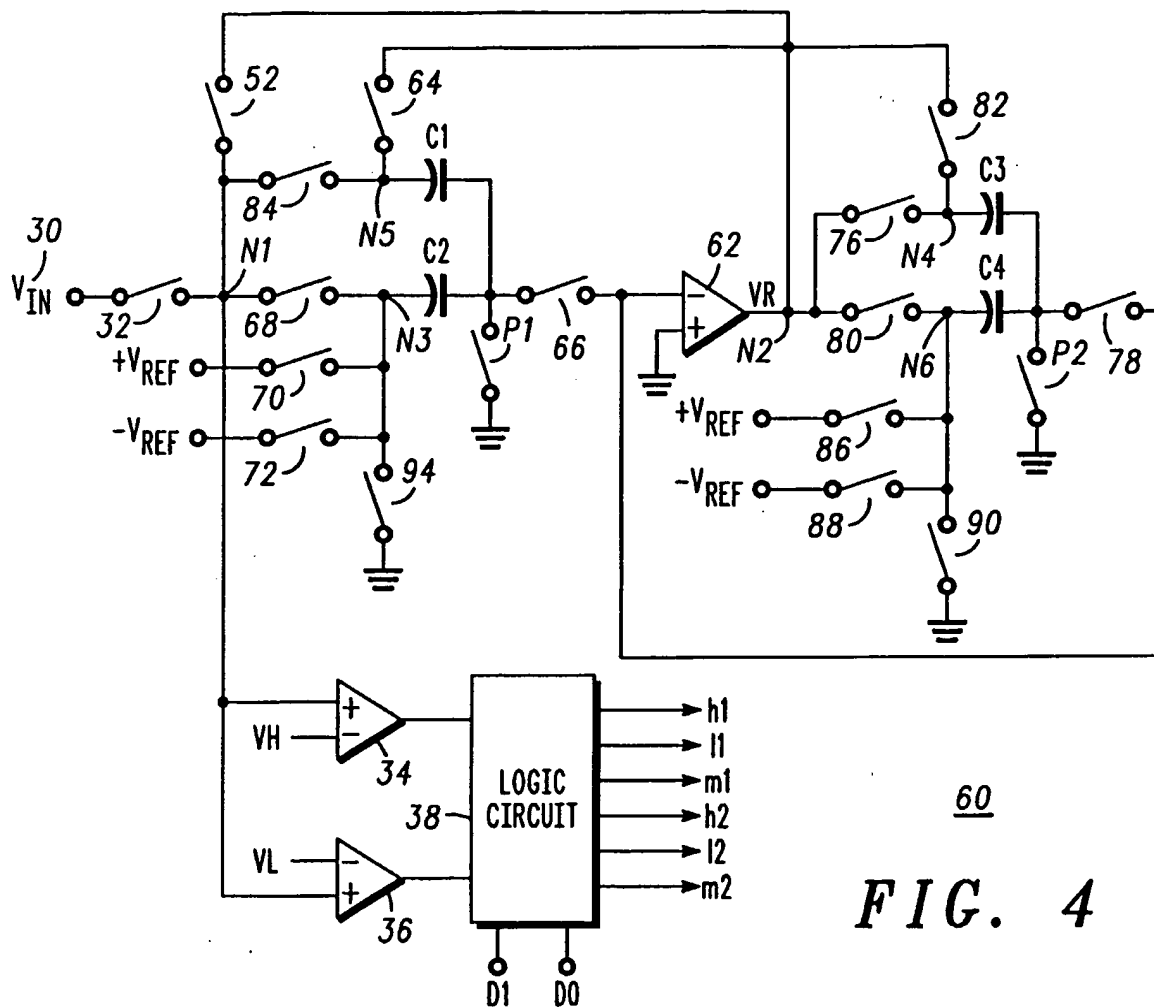 52
64
82
C1
C3
84
N5
76
N4
30
N1
C2
62
C4
VIN
VR
32
68
N3
66
P1
N2
80
N6
P2
78
+VREF
70
-VREF
72
94
+VREF
86
-VREF
88
90
+
-
VH
34
-
+
VL
36
-
+
38
LOGIC
CIRCUIT
h1
l1
m1
h2
l2
m2
D1
D0
60
FIG. 4